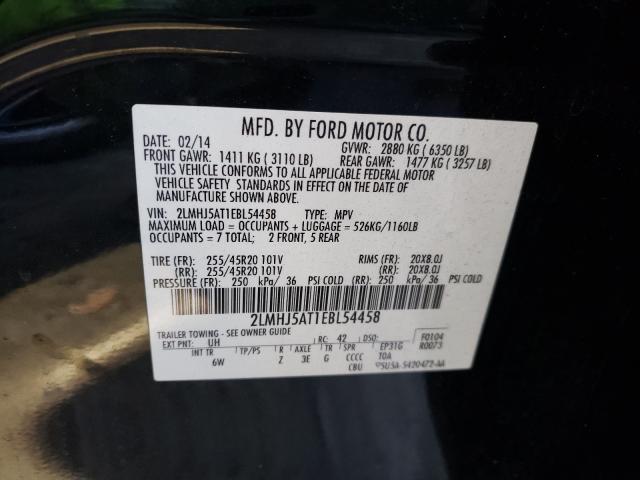 MFD. BY FORD MOTOR CO.
DATE: 02/14 GVWR: 2880 KG ( 6350 LB)
FRONT GAWR: 1411 KG ( 3110 LB) REAR GAWR: 1477 KG ( 3257 LB)
THIS VEHICLE CONFORMS TO ALL APPLICABLE FEDERAL MOTOR
VEHICLE SAFETY STANDARDS IN EFFECT ON THE DATE OF
MANUFACTURE SHOWN ABOVE.
VIN: 2LMHJ5AT1EBL54458 TYPE: MPV
MAXIMUM LOAD = OCCUPANTS + LUGGAGE = 526KG/1160LB
OCCUPANTS = 7 TOTAL; 2 FRONT, 5 REAR
TIRE (FR): 255/45R20 101V RIMS (FR): 20X8.0J
(RR): 255/45R20 101V (RR): 20X8.0J
PRESSURE (FR): 250 kPa/ 36 PSI COLD (RR): 250 kPa/ 36 PSI COLD
2LMHJ5AT1EBL54458
TRAILER TOWING - SEE OWNER GUIDE
EXT PNT: UH RC: 42 DSO: EP31G F0104
R0073
INT TR TP/PS R AXLE TR SPR T0A
6W Z 3E G CCCC
CBU 5U5A-5420472-AA